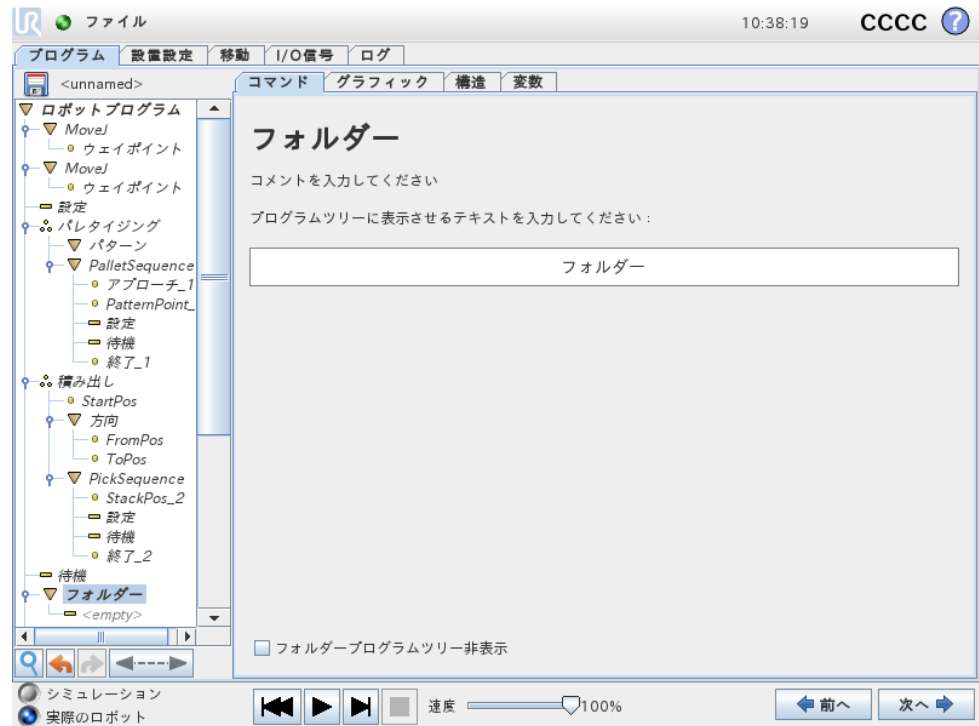 UR ファイル 10:38:19 CCCC ?
プログラム 設置設定 移動 I/O信号 ログ
<unnamed>
コマンド グラフィック 構造 変数
ロボットプログラム
MoveJ
ウェイポイント
MoveJ
ウェイポイント
設定
パレタイジング
パターン
PalletSequence
アプローチ_1
PatternPoint_
設定
待機
終了_1
積み出し
StartPos
方向
FromPos
ToPos
PickSequence
StackPos_2
設定
待機
終了_2
待機
フォルダー
<empty>
フォルダー
コメントを入力してください
プログラムツリーに表示させるテキストを入力してください：
フォルダー
フォルダープログラムツリー非表示
シミュレーション
実際のロボット
速度 100%
前へ 次へ